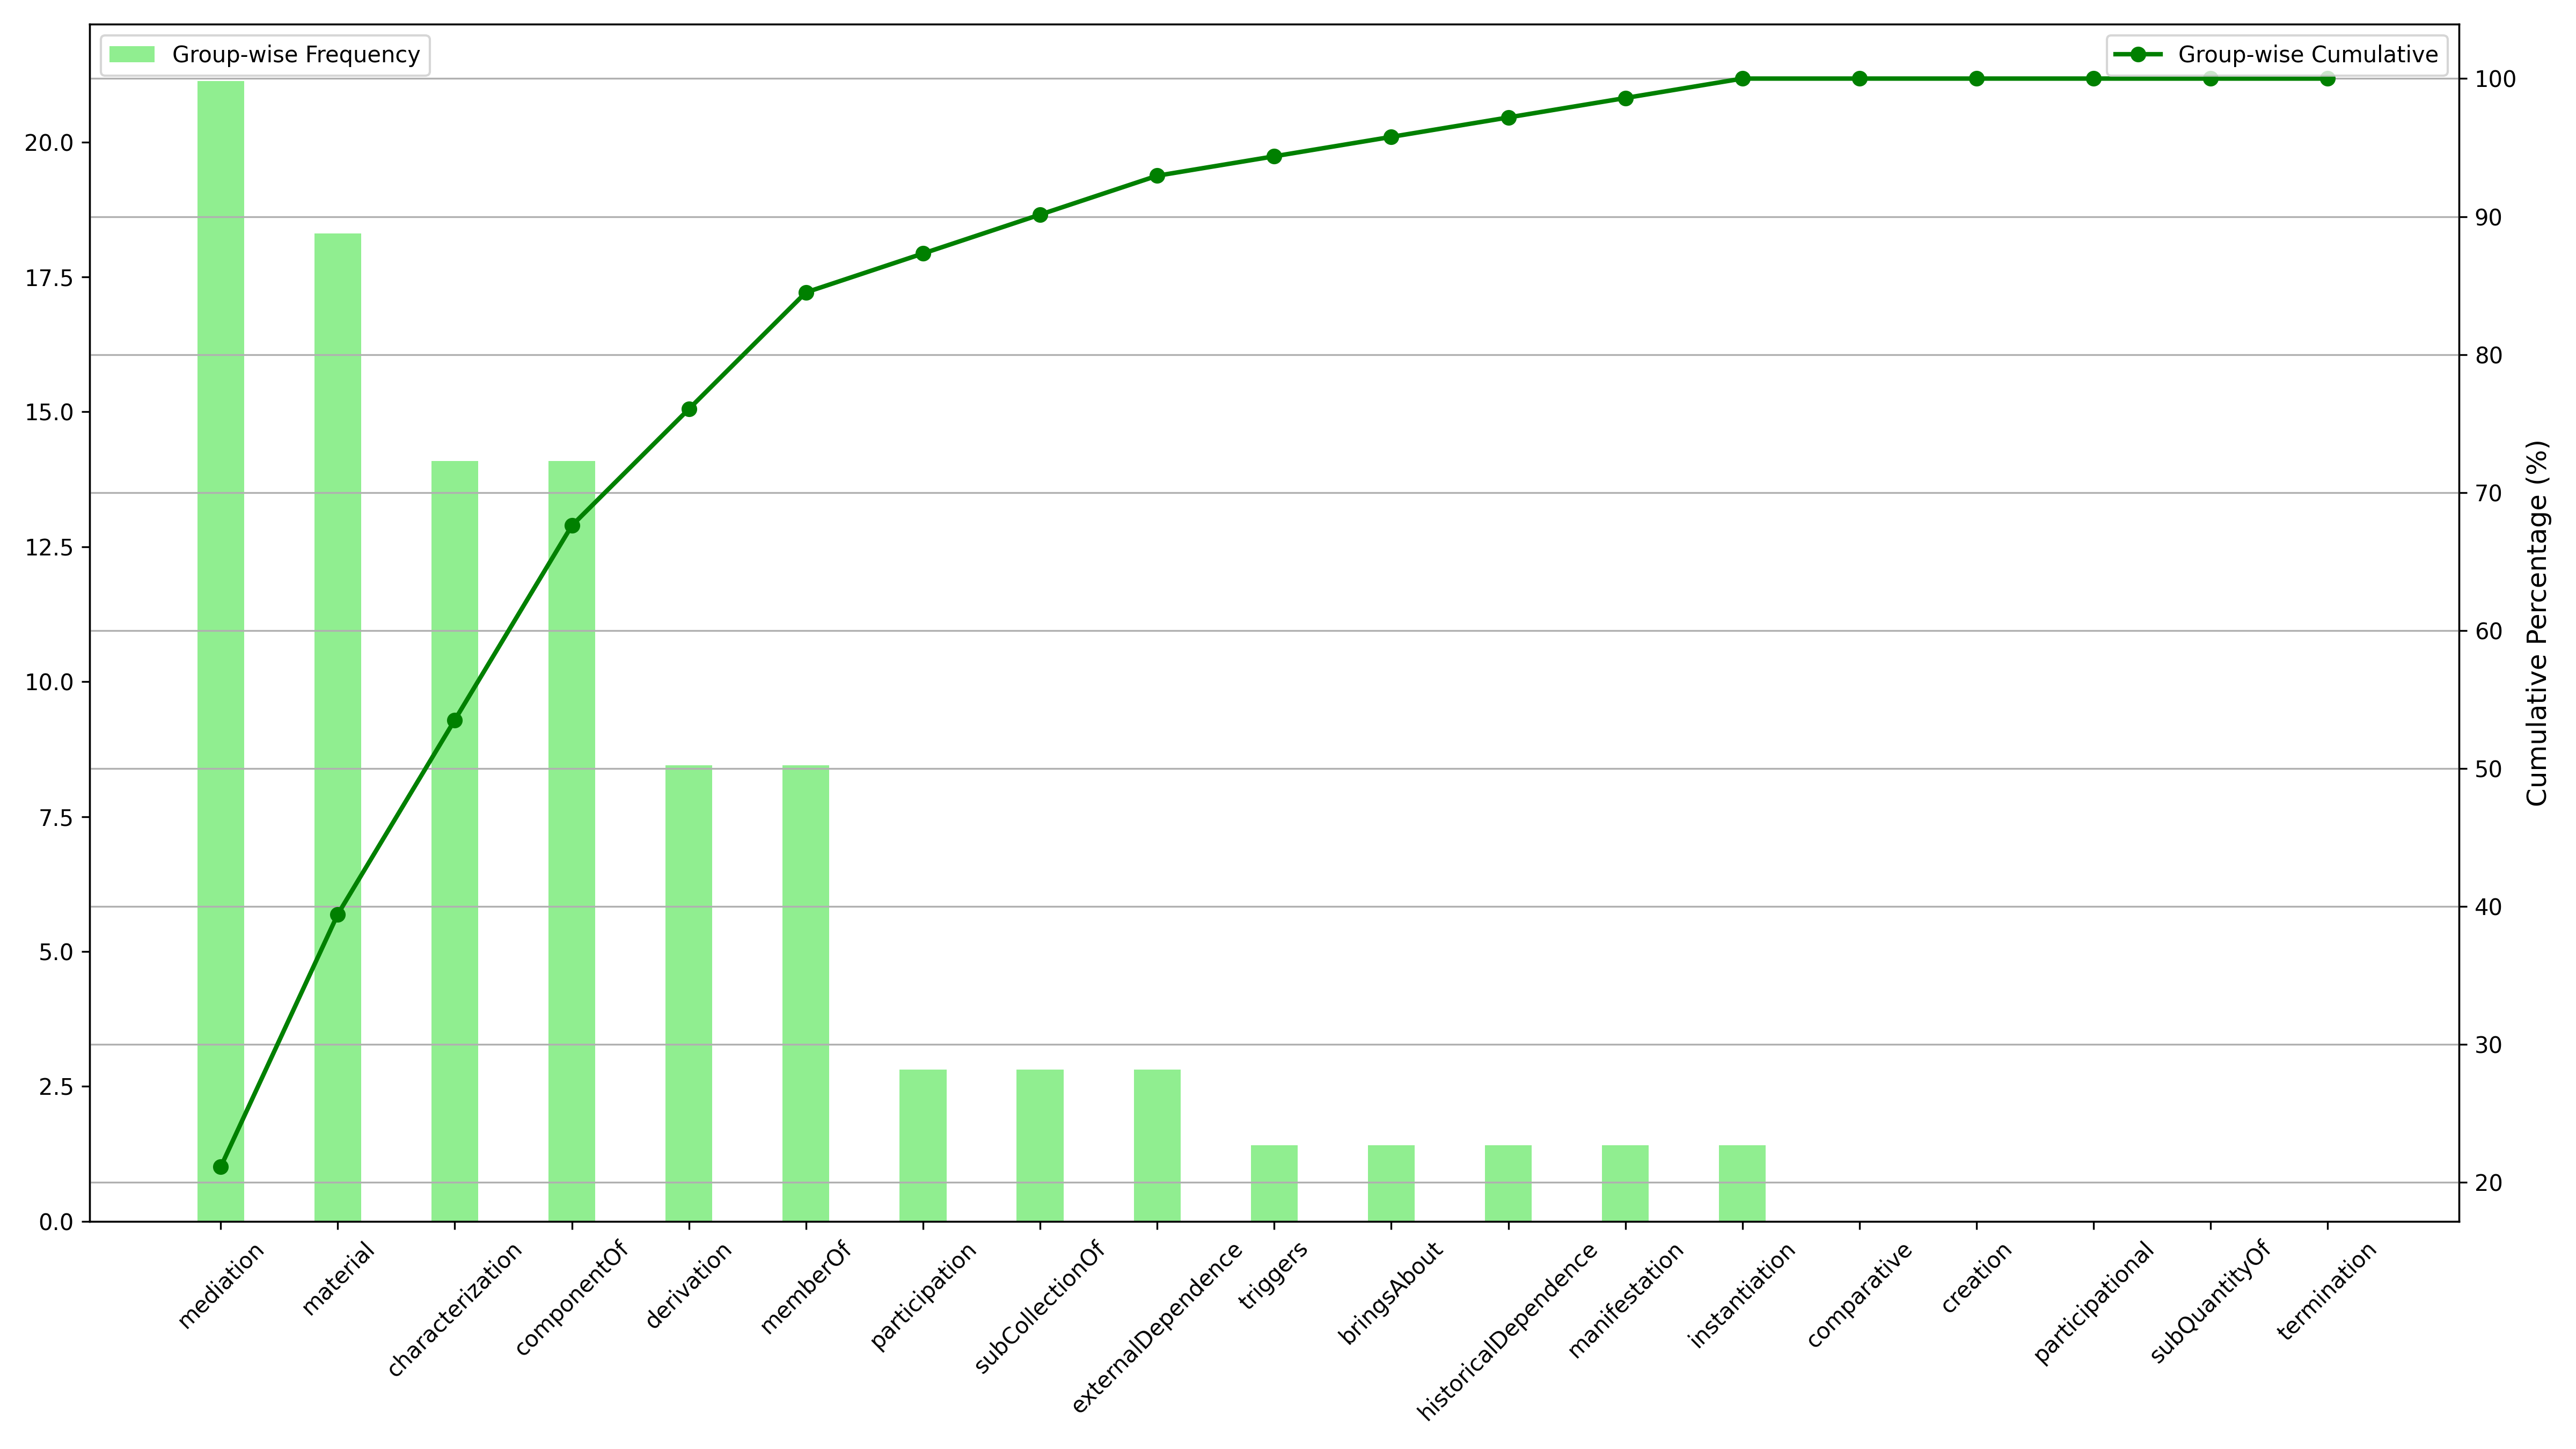 Group-wise Frequency
Group-wise Cumulative
20.0
17.5
15.0
12.5
10.0
7.5
5.0
2.5
0.0
100
90
80
70
60
50
40
30
20
Cumulative Percentage (%)
mediation
material
characterization
componentOf
derivation
memberOf
participation
subCollectionOf
externalDependence
triggers
bringsAbout
historicalDependence
manifestation
instantiation
comparative
creation
participational
subQuantityOf
termination